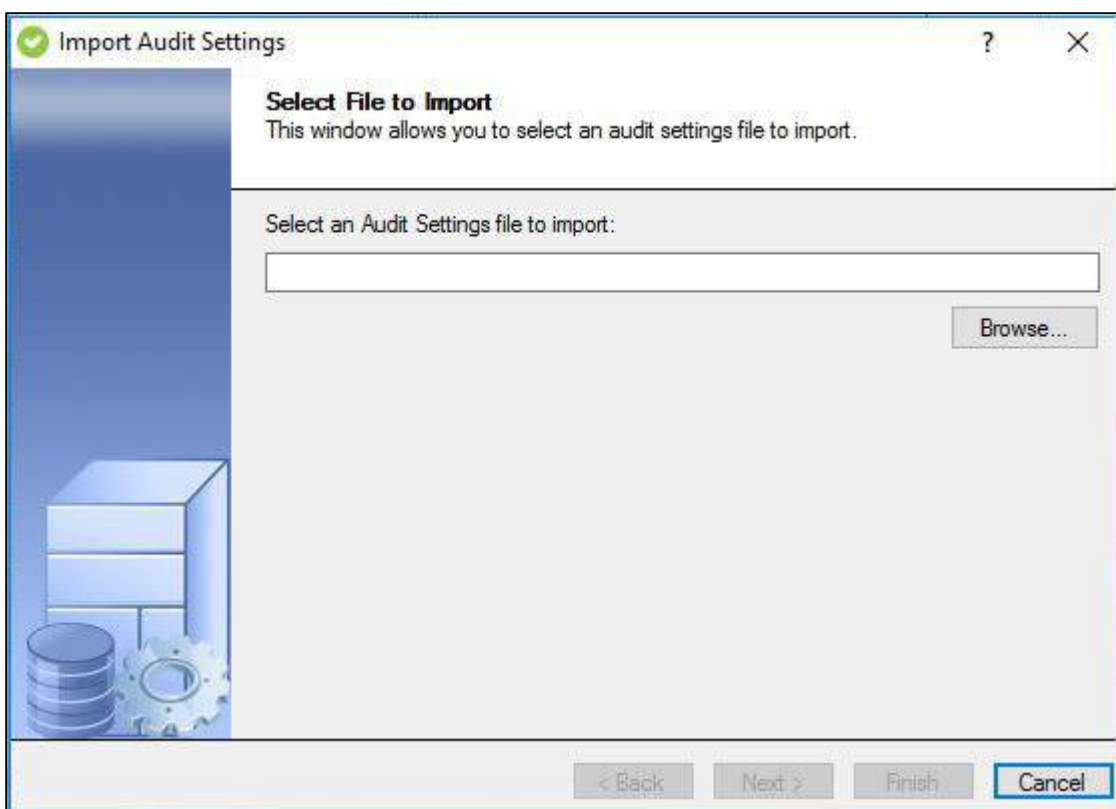 Import Audit Settings
?
Select File to Import
This window allows you to select an audit settings file to import.
Select an Audit Settings file to import:
Browse...
< Back
Next >
Finish
Cancel